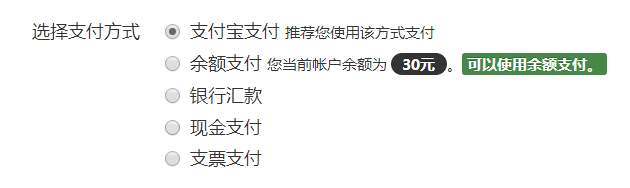 选择支付方式 支付宝支付 推荐您使用该方式支付
余额支付 您当前帐户余额为 30元 。 可以使用余额支付。
银行汇款
现金支付
支票支付